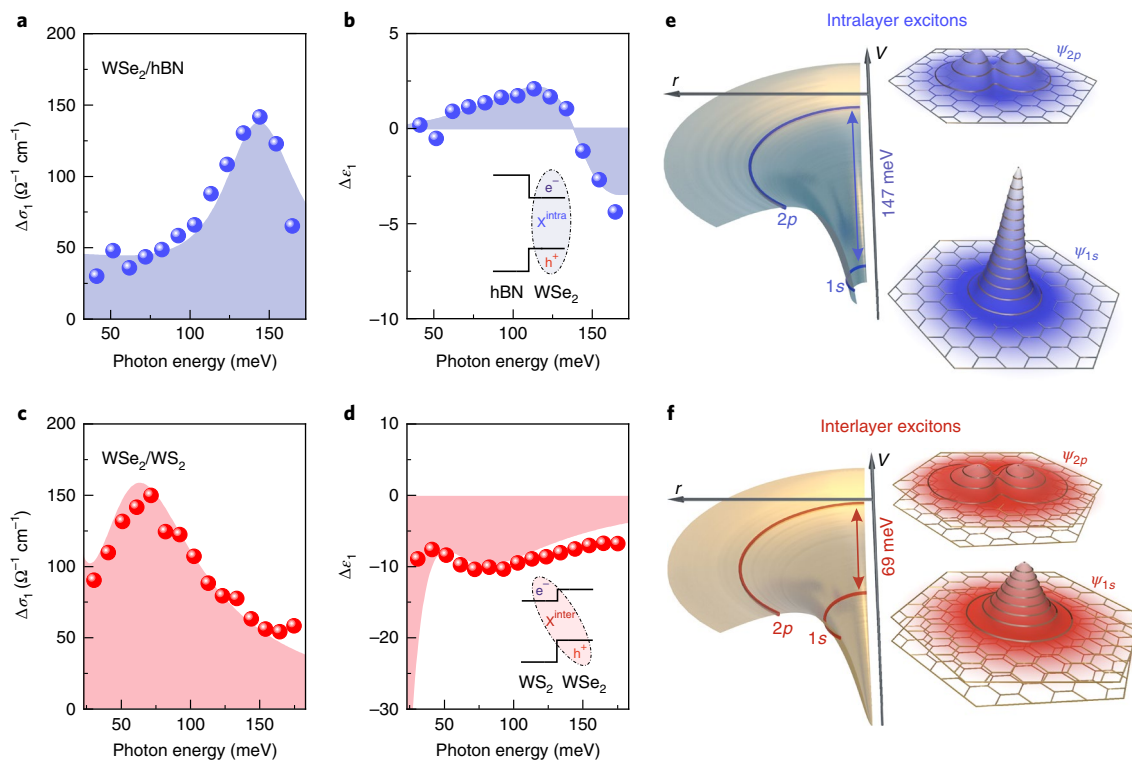 a
200
150
100
50
0
Δσ₁ (Ω⁻¹ cm⁻¹)
WSe₂/hBN
50 100 150
Photon energy (meV)
b
5
0
−5
−10
Δε₁
e⁻
X^intra
h⁺
hBN WSe₂
50 100 150
Photon energy (meV)
e
Intralayer excitons
V
r
147 meV
2p
1s
ψ₂ₚ
ψ₁ₛ
c
200
150
100
50
0
Δσ₁ (Ω⁻¹ cm⁻¹)
WSe₂/WS₂
50 100 150
Photon energy (meV)
d
10
0
−10
−20
−30
Δε₁
e⁻
X^inter
h⁺
WS₂ WSe₂
50 100 150
Photon energy (meV)
f
Interlayer excitons
V
r
69 meV
2p
1s
ψ₂ₚ
ψ₁ₛ